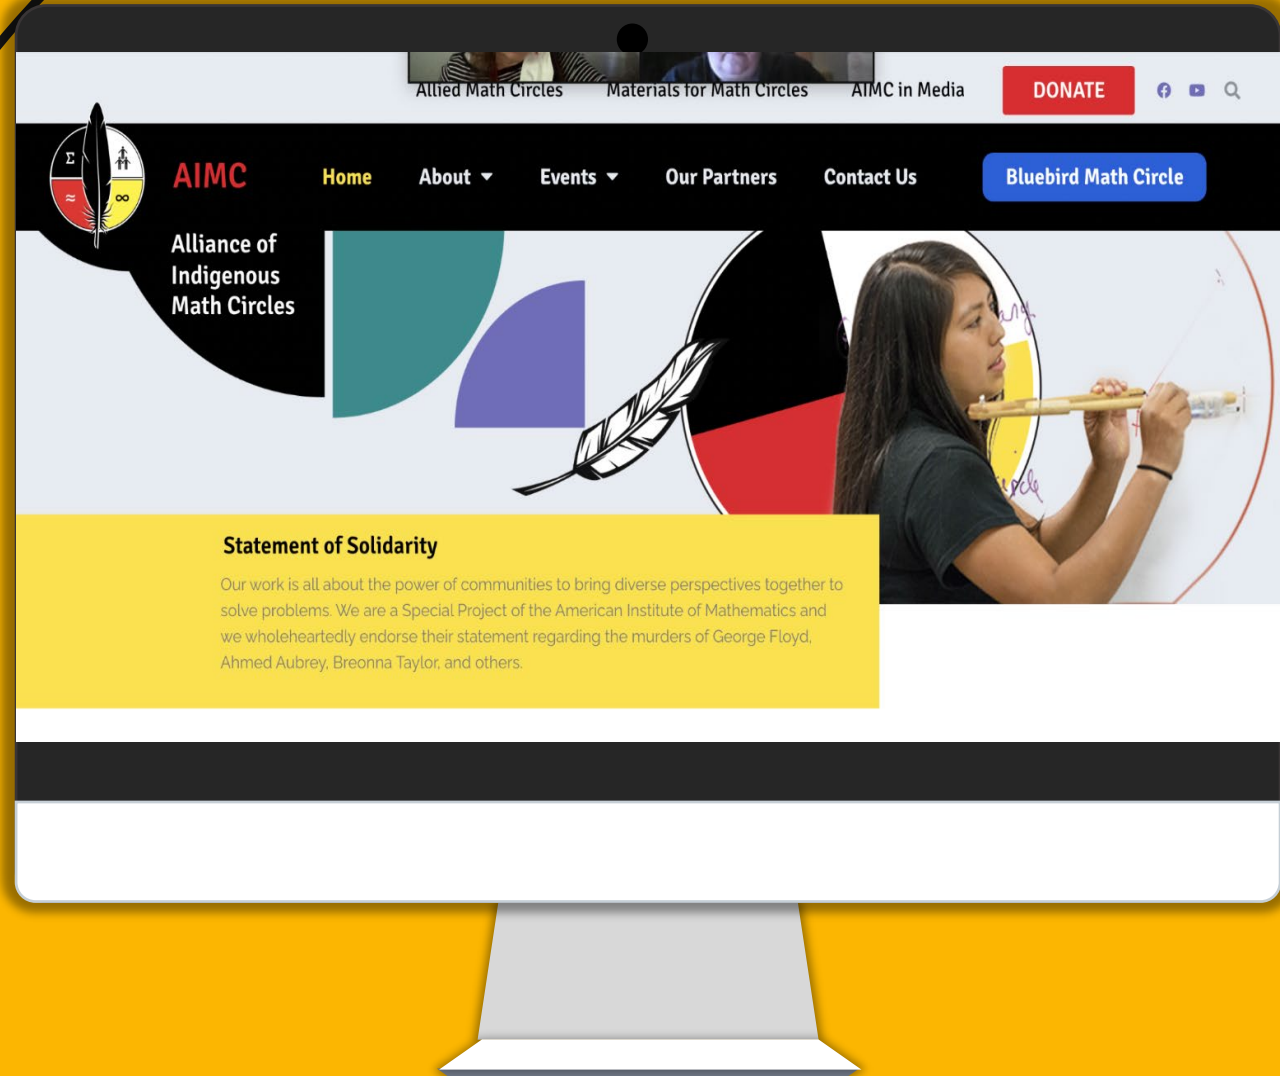 Allied Math Circles Materials for Math Circles AIMC in Media DONATE
Σ
≈ ∞
AIMC Home About Events Our Partners Contact Us Bluebird Math Circle
Alliance of
Indigenous
Math Circles
Statement of Solidarity
Our work is all about the power of communities to bring diverse perspectives together to
solve problems. We are a Special Project of the American Institute of Mathematics and
we wholeheartedly endorse their statement regarding the murders of George Floyd,
Ahmed Aubrey, Breonna Taylor, and others.